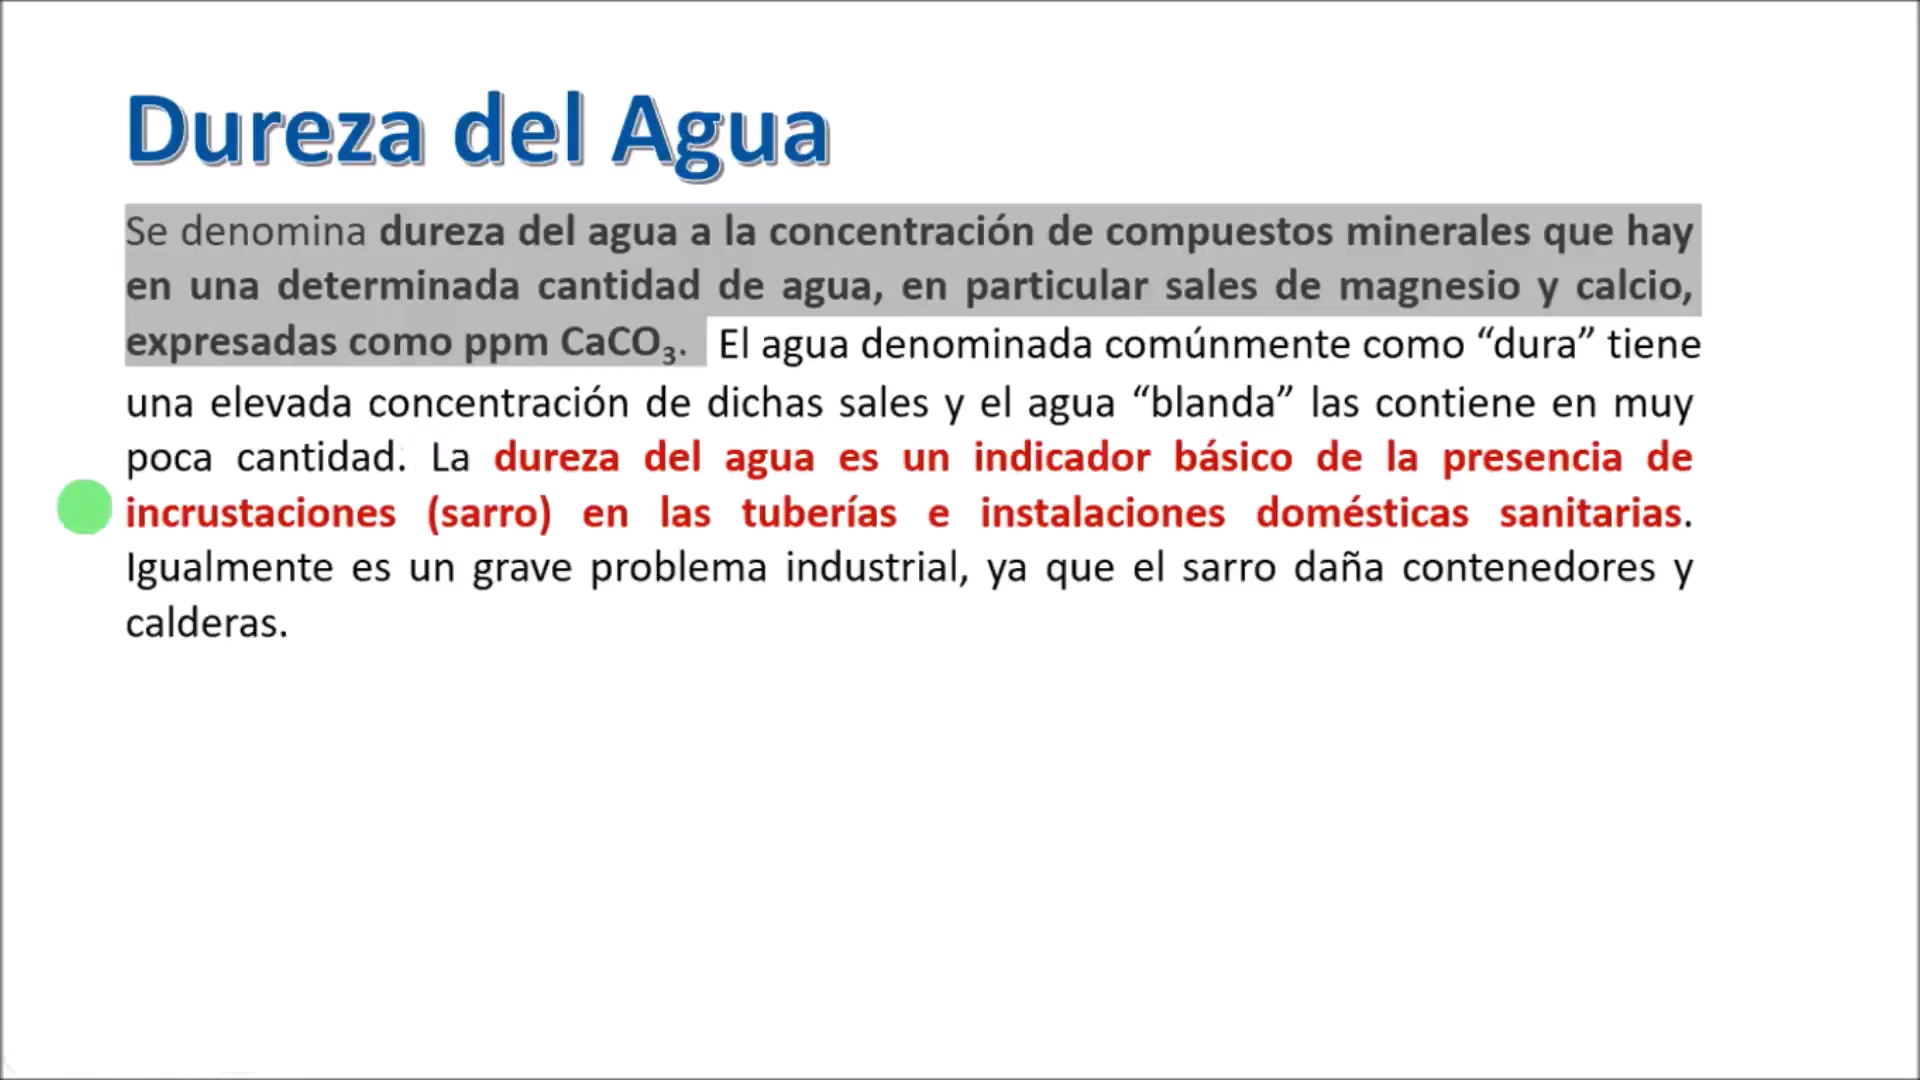 Dureza del Agua
Se denomina dureza del agua a la concentración de compuestos minerales que hay
en una determinada cantidad de agua, en particular sales de magnesio y calcio,
expresadas como ppm CaCO₃. El agua denominada comúnmente como “dura” tiene
una elevada concentración de dichas sales y el agua “blanda” las contiene en muy
poca cantidad. La dureza del agua es un indicador básico de la presencia de
incrustaciones (sarro) en las tuberías e instalaciones domésticas sanitarias.
Igualmente es un grave problema industrial, ya que el sarro daña contenedores y
calderas.